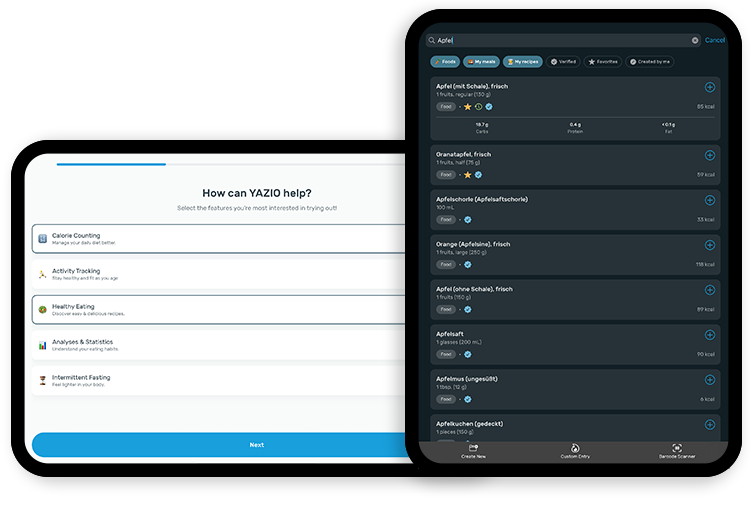 How can YAZIO help?
Select the features you're most interested in trying out!
Calorie Counting
Manage your daily diet better.
Activity Tracking
Stay healthy and fit as you age.
Healthy Eating
Discover easy & delicious recipes.
Analyses & Statistics
Understand your eating habits.
Intermittent Fasting
Feel lighter in your body.
Next
Apfel
Cancel
Foods
My meals
My recipes
Verified
Favorites
Created by me
Apfel (mit Schale), frisch
1 fruits, regular (130 g)
Food
85 kcal
18.7 g
0.4 g
<0.1 g
Carbs
Protein
Fat
Granatapfel, frisch
1 fruits, half (75 g)
Food
59 kcal
Apfelschorle (Apfelsaftschorle)
100 mL
Food
33 kcal
Orange (Apfelsine), frisch
1 fruits, large (250 g)
Food
118 kcal
Apfel (ohne Schale), frisch
1 fruits (150 g)
Food
89 kcal
Apfelsaft
1 glasses (200 mL)
Food
90 kcal
Apfelmus (ungesüßt)
1 tbsp. (12 g)
Food
6 kcal
Apfelkuchen (gedeckt)
1 pieces (150 g)
Create New
Custom Entry
Barcode Scanner